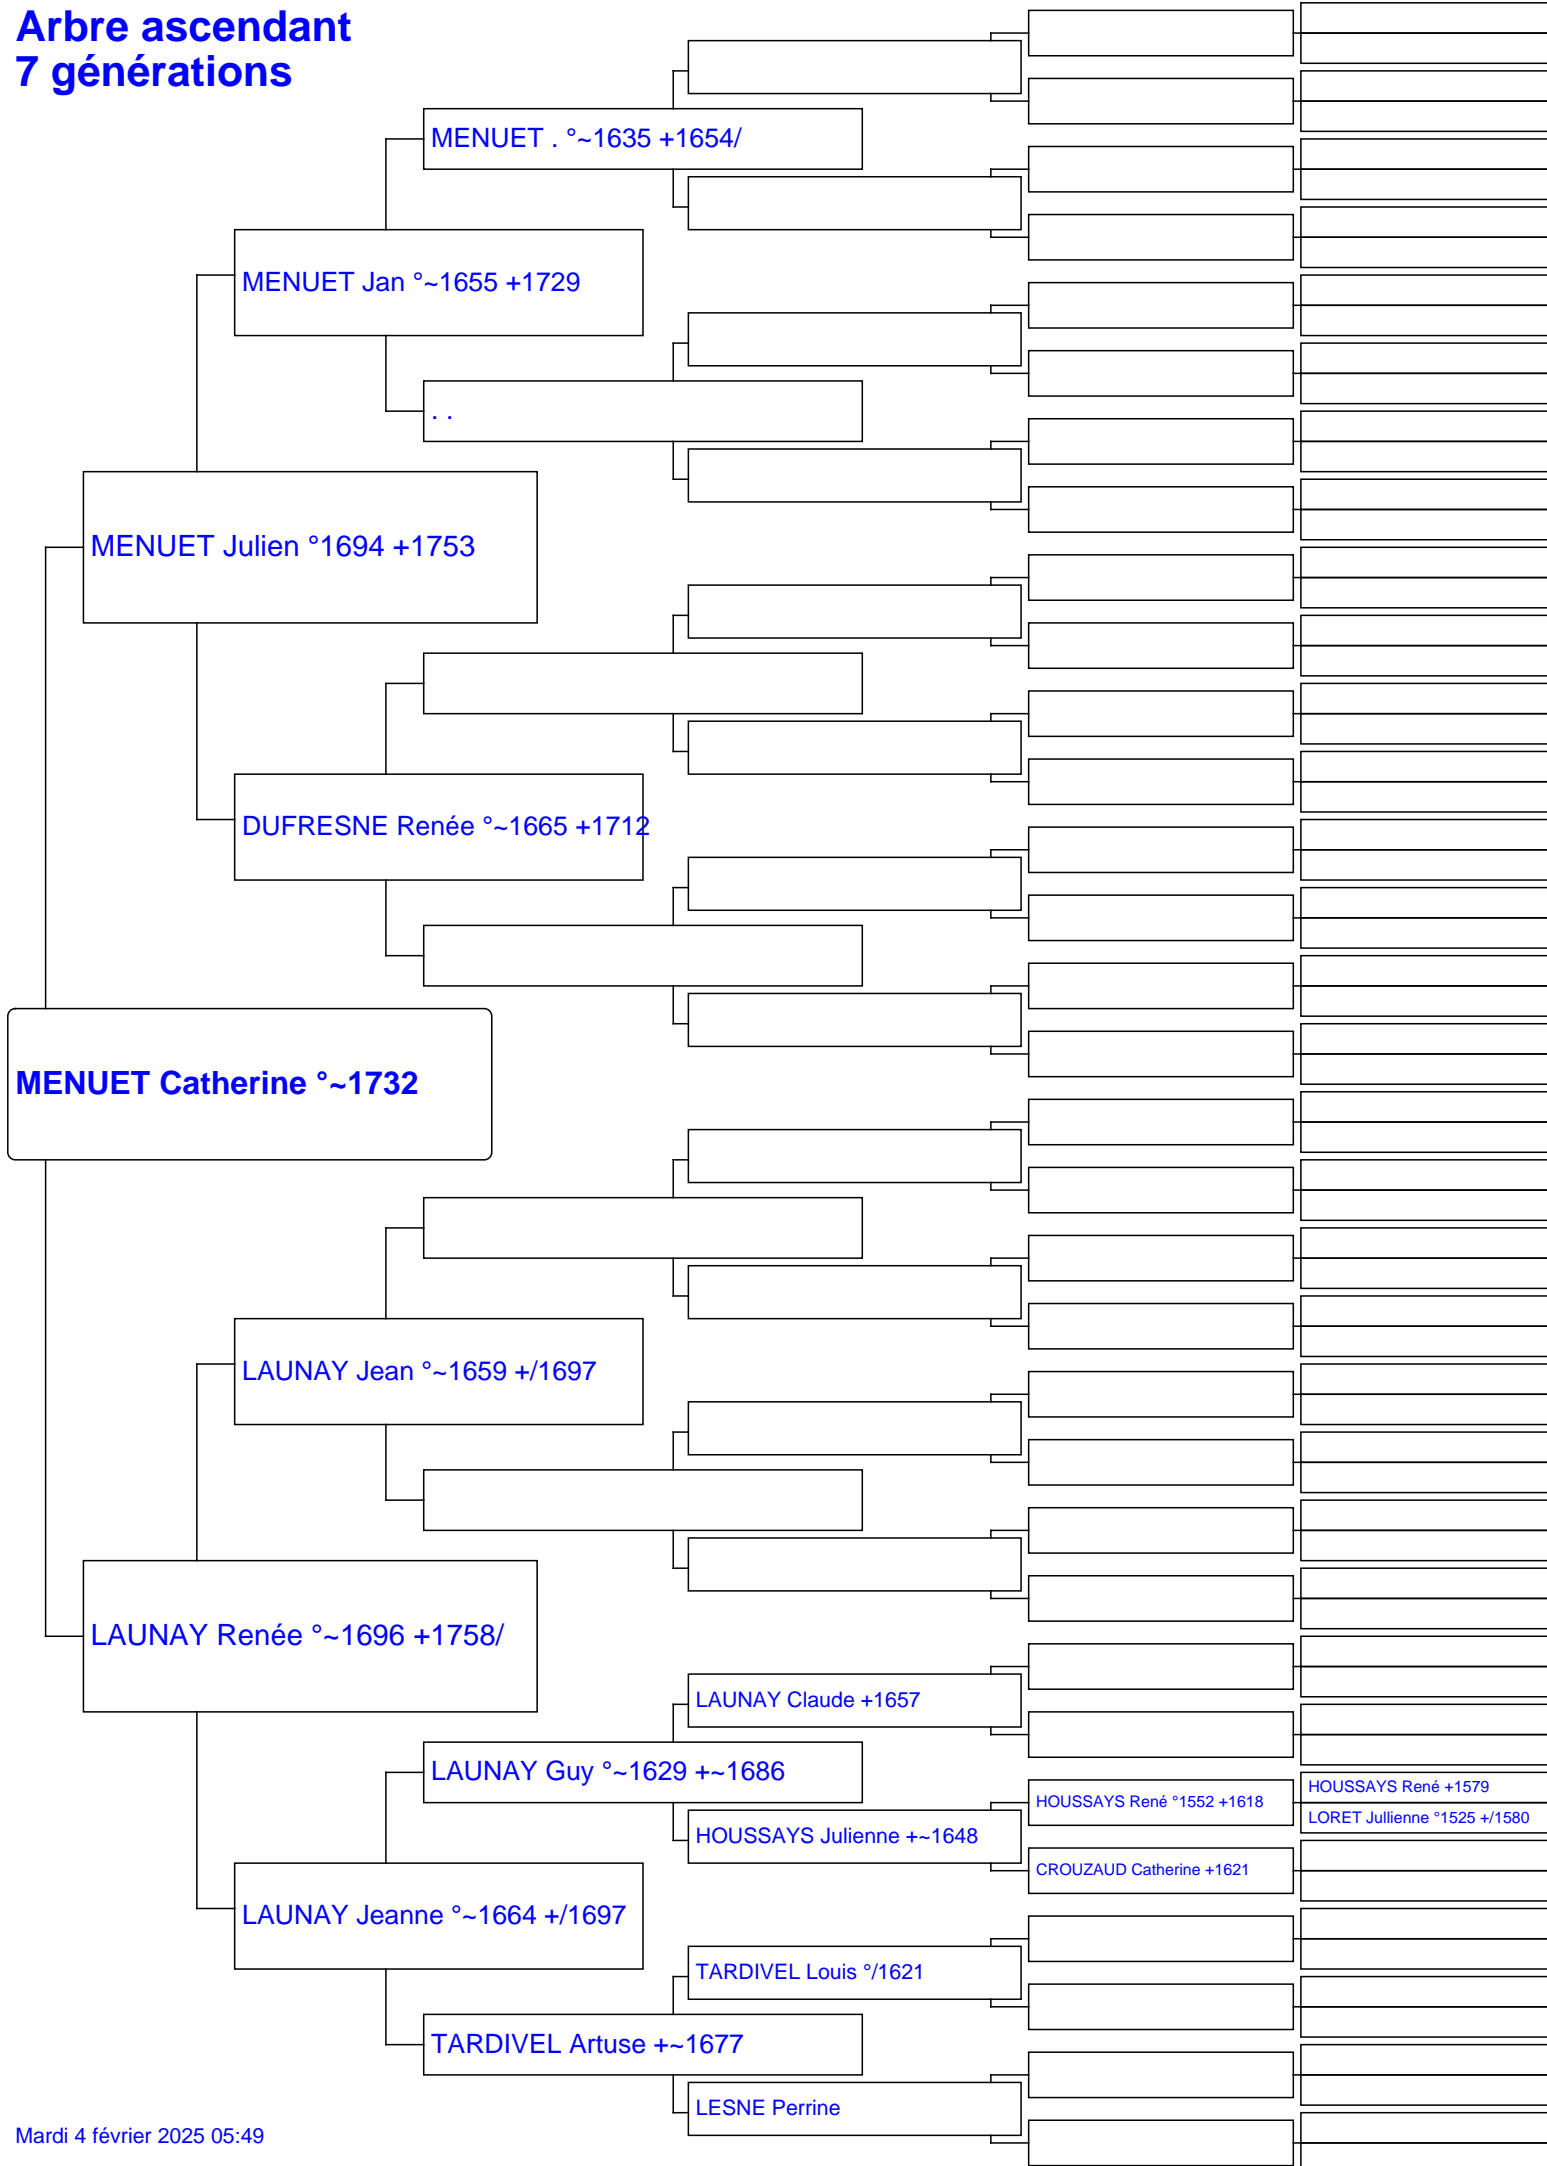 Arbre ascendant
7 générations
MENUET . °~1635 +1654/
MENUET Jan °~1655 +1729
. .
MENUET Julien °1694 +1753
DUFRESNE Renée °~1665 +1712
MENUET Catherine °~1732
LAUNAY Jean °~1659 +/1697
LAUNAY Renée °~1696 +1758/
LAUNAY Claude +1657
LAUNAY Guy °~1629 +~1686
HOUSSAYS René +1579
HOUSSAYS René °1552 +1618
LORET Jullienne °1525 +/1580
HOUSSAYS Julienne +~1648
CROUZAUD Catherine +1621
LAUNAY Jeanne °~1664 +/1697
TARDIVEL Louis °/1621
TARDIVEL Artuse +~1677
LESNE Perrine
Mardi 4 février 2025 05:49